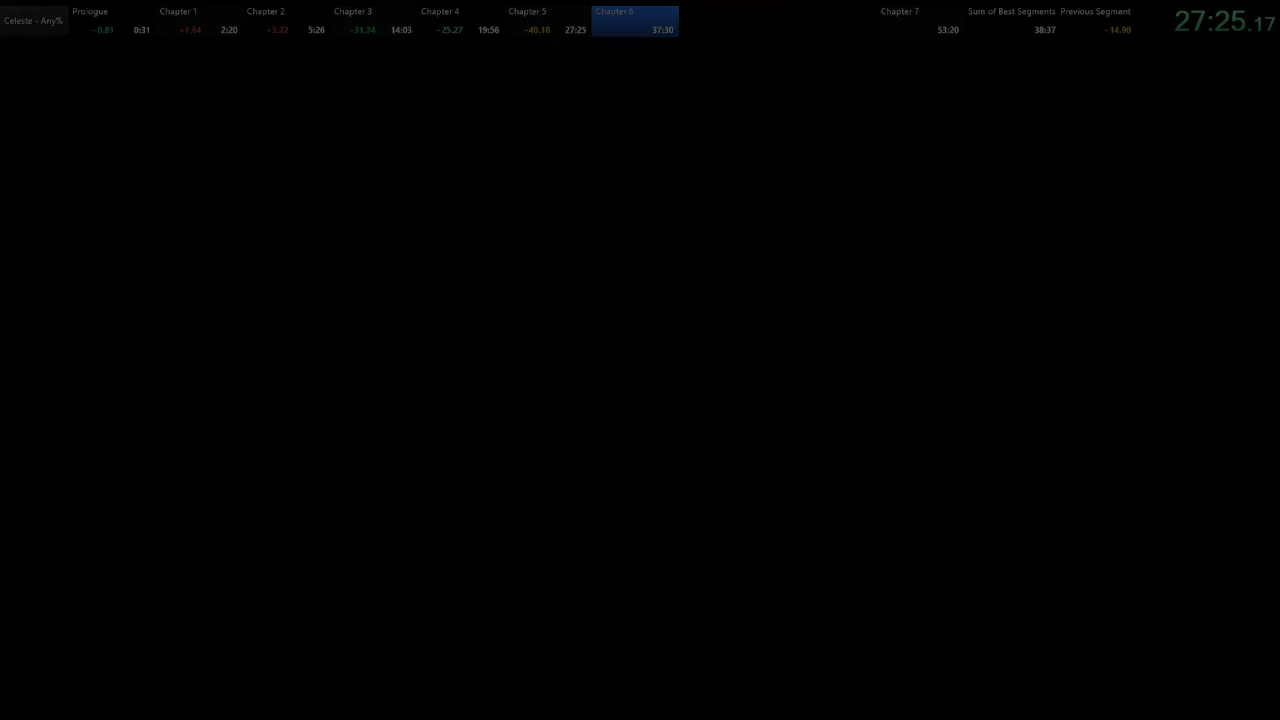 Celeste - Any%
Prologue
−0.81 0:31
Chapter 1
+1.64 2:20
Chapter 2
+3.72 5:26
Chapter 3
−31.34 14:03
Chapter 4
−25.27 19:56
Chapter 5
−40.18 27:25
Chapter 6
37:30
Chapter 7
53:20
Sum of Best Segments
38:37
Previous Segment
−14.90
27:25.17